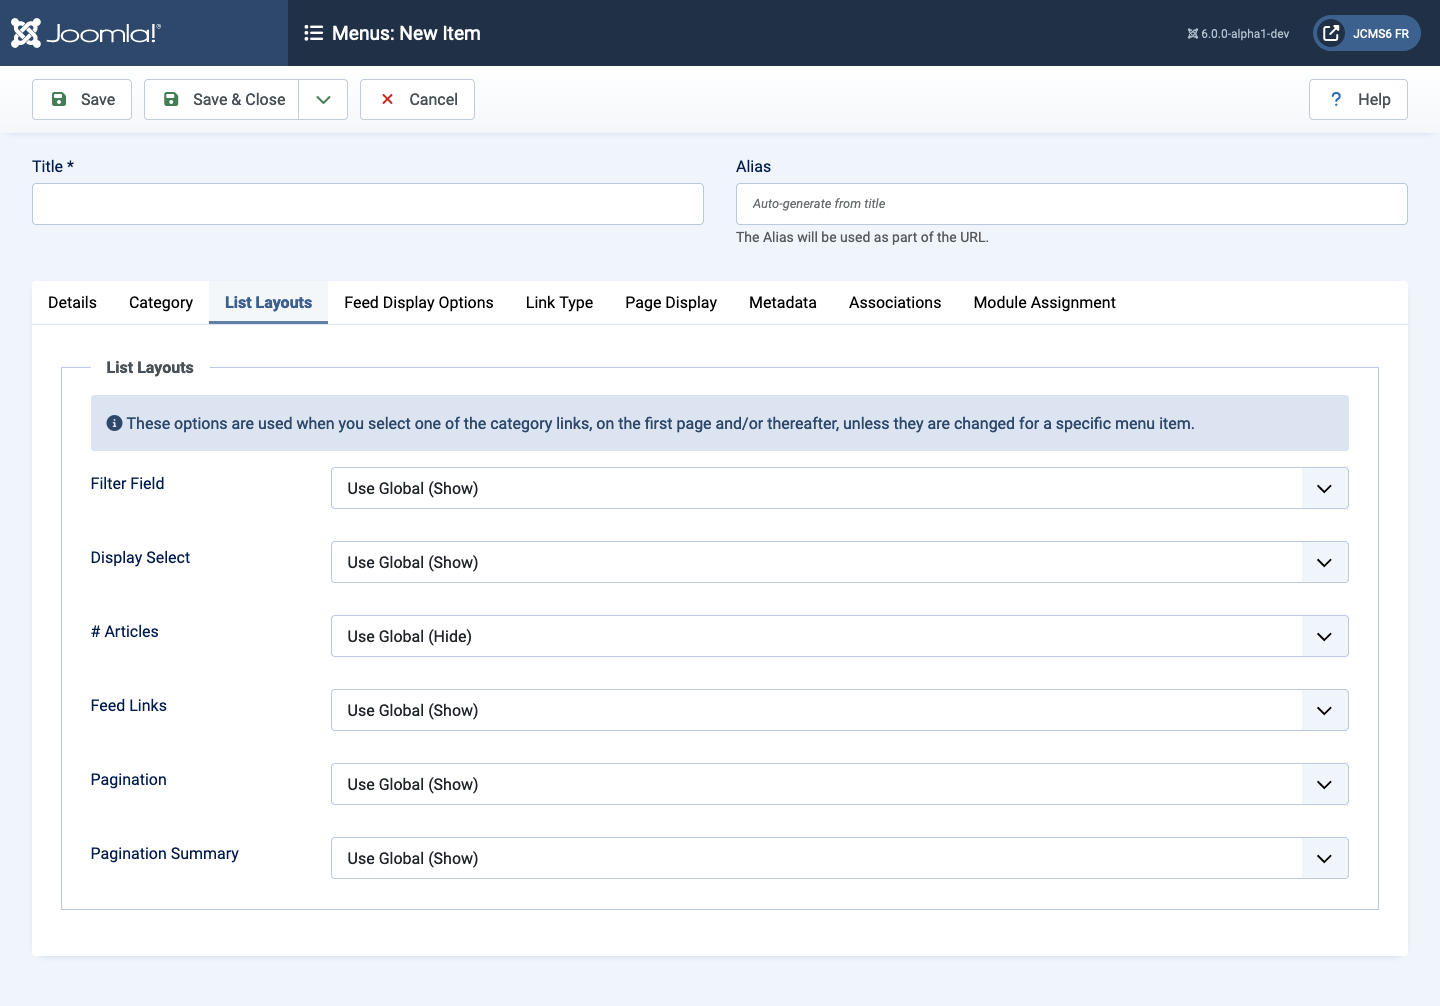 Joomla!®
Menus: New Item
6.0.0-alpha1-dev
JCMS6 FR
Save
Save & Close
Cancel
? Help
Title *
Alias
Auto-generate from title
The Alias will be used as part of the URL.
Details Category List Layouts Feed Display Options Link Type Page Display Metadata Associations Module Assignment
List Layouts
These options are used when you select one of the category links, on the first page and/or thereafter, unless they are changed for a specific menu item.
Filter Field
Use Global (Show)
Display Select
Use Global (Show)
# Articles
Use Global (Hide)
Feed Links
Use Global (Show)
Pagination
Use Global (Show)
Pagination Summary
Use Global (Show)